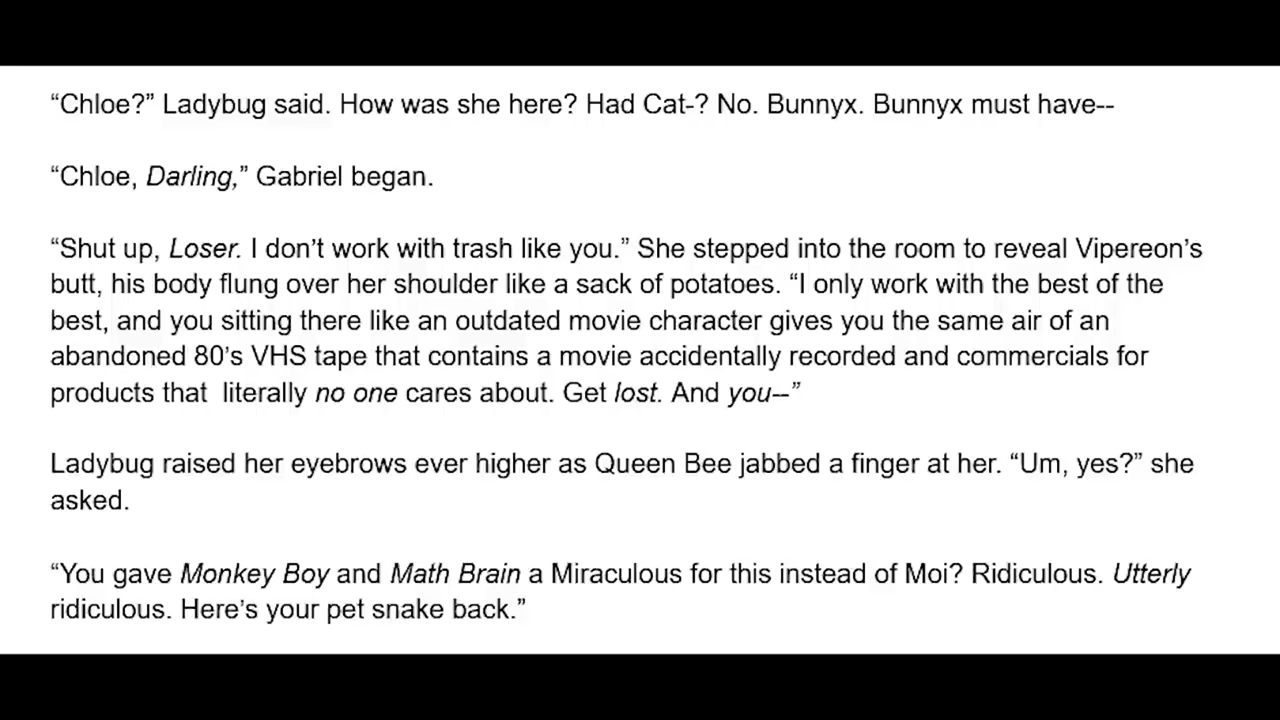 “Chloe?” Ladybug said. How was she here? Had Cat-? No. Bunnyx. Bunnyx must have--
“Chloe, Darling,” Gabriel began.
“Shut up, Loser. I don’t work with trash like you.” She stepped into the room to reveal Vipereon’s
butt, his body flung over her shoulder like a sack of potatoes. “I only work with the best of the
best, and you sitting there like an outdated movie character gives you the same air of an
abandoned 80’s VHS tape that contains a movie accidentally recorded and commercials for
products that  literally no one cares about. Get lost. And you--”
Ladybug raised her eyebrows ever higher as Queen Bee jabbed a finger at her. “Um, yes?” she
asked.
“You gave Monkey Boy and Math Brain a Miraculous for this instead of Moi? Ridiculous. Utterly
ridiculous. Here’s your pet snake back.”